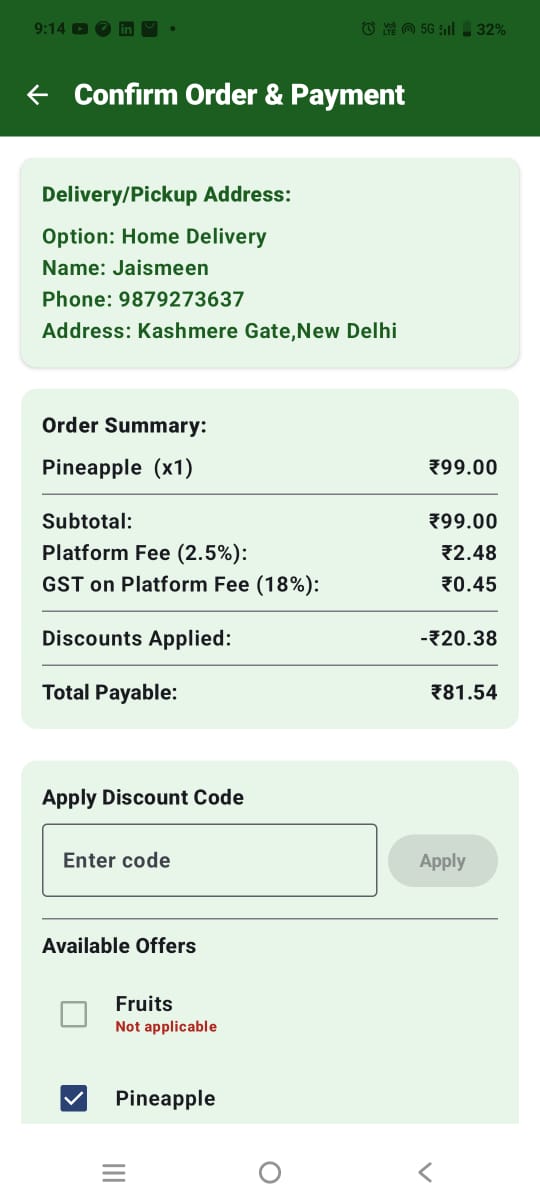 9:14
5G 32%
Confirm Order & Payment
Delivery/Pickup Address:
Option: Home Delivery
Name: Jaismeen
Phone: 9879273637
Address: Kashmere Gate,New Delhi
Order Summary:
Pineapple (x1) ₹99.00
Subtotal: ₹99.00
Platform Fee (2.5%): ₹2.48
GST on Platform Fee (18%): ₹0.45
Discounts Applied: -₹20.38
Total Payable: ₹81.54
Apply Discount Code
Enter code Apply
Available Offers
Fruits
Not applicable
Pineapple